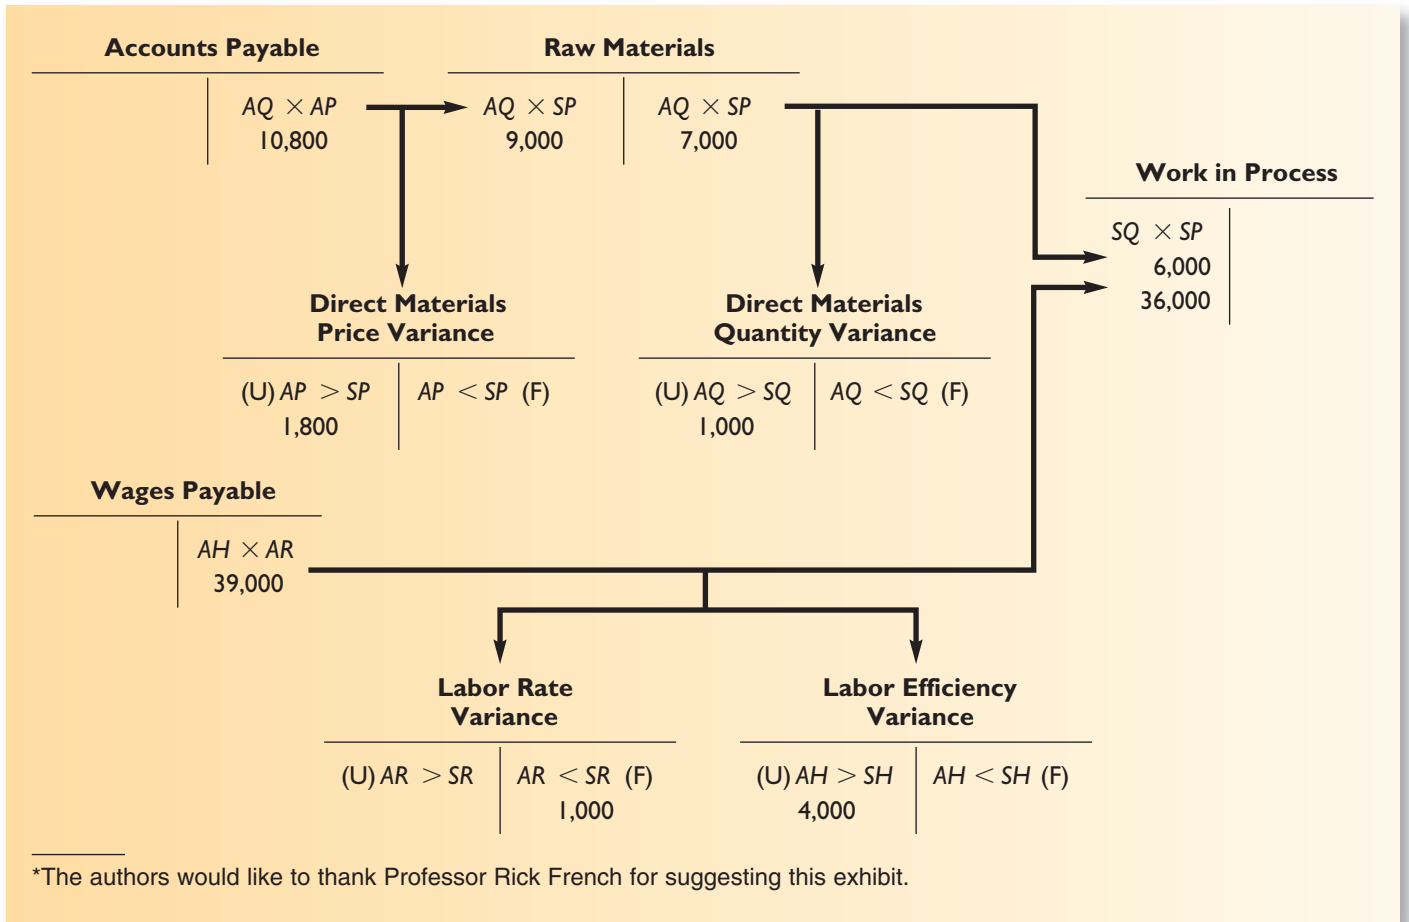 Accounts Payable
Raw Materials
AQ × AP
10,800
AQ × SP
9,000
AQ × SP
7,000
Work in Process
SQ × SP
6,000
36,000
Direct Materials
Price Variance
(U) AP > SP
1,800
AP < SP (F)
Direct Materials
Quantity Variance
(U) AQ > SQ
1,000
AQ < SQ (F)
Wages Payable
AH × AR
39,000
Labor Rate
Variance
(U) AR > SR
AR < SR (F)
1,000
Labor Efficiency
Variance
(U) AH > SH
4,000
AH < SH (F)
*The authors would like to thank Professor Rick French for suggesting this exhibit.